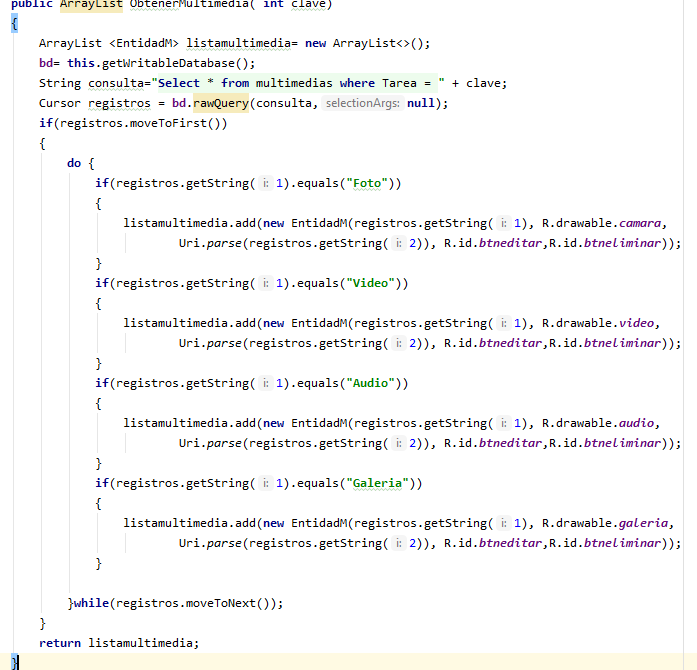 public ArrayList ObtenerMultimedia( int clave)
{
ArrayList <EntidadM> listamultimedia= new ArrayList<>();
bd= this.getWritableDatabase();
String consulta="Select * from multimedias where Tarea = " + clave;
Cursor registros = bd.rawQuery(consulta, selectionArgs: null);
if(registros.moveToFirst())
{
do {
if(registros.getString( i: 1).equals("Foto"))
{
listamultimedia.add(new EntidadM(registros.getString( i: 1), R.drawable.camara,
Uri.parse(registros.getString( i: 2)), R.id.btneditar,R.id.btneliminar));
}
if(registros.getString( i: 1).equals("Video"))
{
listamultimedia.add(new EntidadM(registros.getString( i: 1), R.drawable.video,
Uri.parse(registros.getString( i: 2)), R.id.btneditar,R.id.btneliminar));
}
if(registros.getString( i: 1).equals("Audio"))
{
listamultimedia.add(new EntidadM(registros.getString( i: 1), R.drawable.audio,
Uri.parse(registros.getString( i: 2)), R.id.btneditar,R.id.btneliminar));
}
if(registros.getString( i: 1).equals("Galeria"))
{
listamultimedia.add(new EntidadM(registros.getString( i: 1), R.drawable.galeria,
Uri.parse(registros.getString( i: 2)), R.id.btneditar,R.id.btneliminar));
}
}while(registros.moveToNext());
}
return listamultimedia;
}